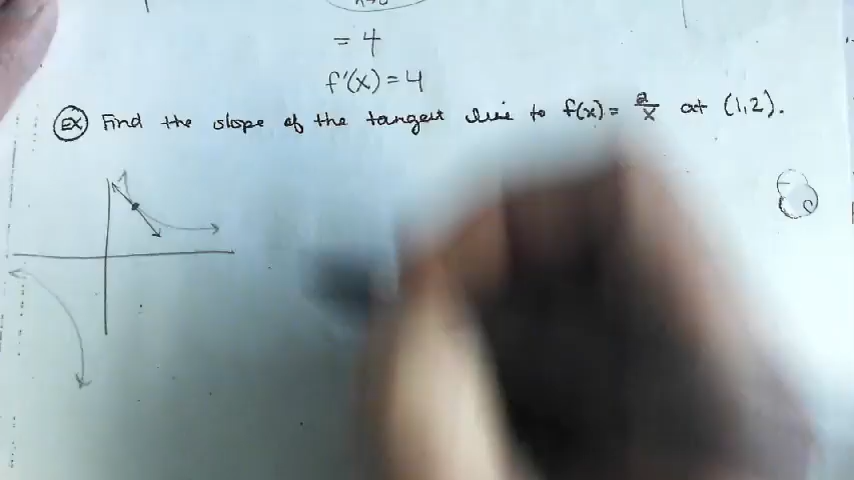 = 4
f'(x) = 4
EX Find the slope of the tangent line to f(x) = 2/x at (1,2).